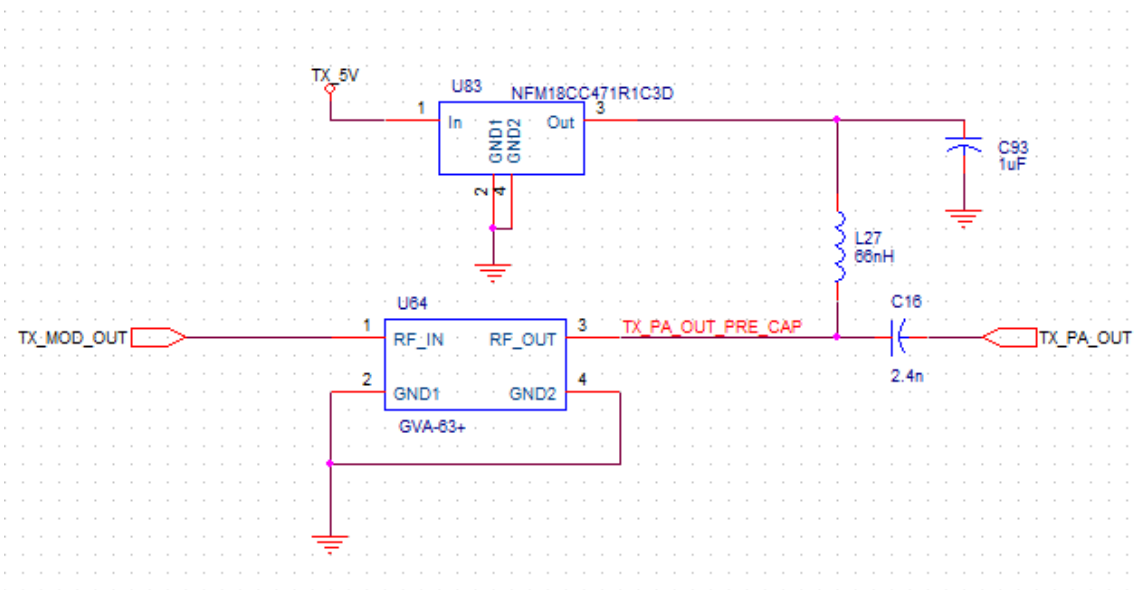 TX_5V
U83
NFM18CC471R1C3D
1
In
GND1
GND2
Out
3
2
4
C93
1uF
L27
66nH
U64
C16
TX_MOD_OUT
1
RF_IN
RF_OUT
3
TX_PA_OUT_PRE_CAP
TX_PA_OUT
2
GND1
GND2
4
2.4n
GVA-63+